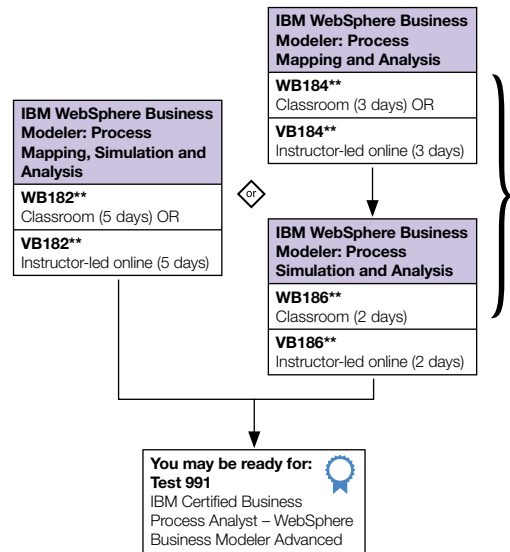 IBM WebSphere Business
Modeler: Process
Mapping, Simulation and
Analysis
WB182**
Classroom (5 days) OR
VB182**
Instructor-led online (5 days)
or
IBM WebSphere Business
Modeler: Process
Mapping and Analysis
WB184**
Classroom (3 days) OR
VB184**
Instructor-led online (3 days)
IBM WebSphere Business
Modeler: Process
Simulation and Analysis
WB186**
Classroom (2 days)
VB186**
Instructor-led online (2 days)
You may be ready for:
Test 991
IBM Certified Business
Process Analyst – WebSphere
Business Modeler Advanced